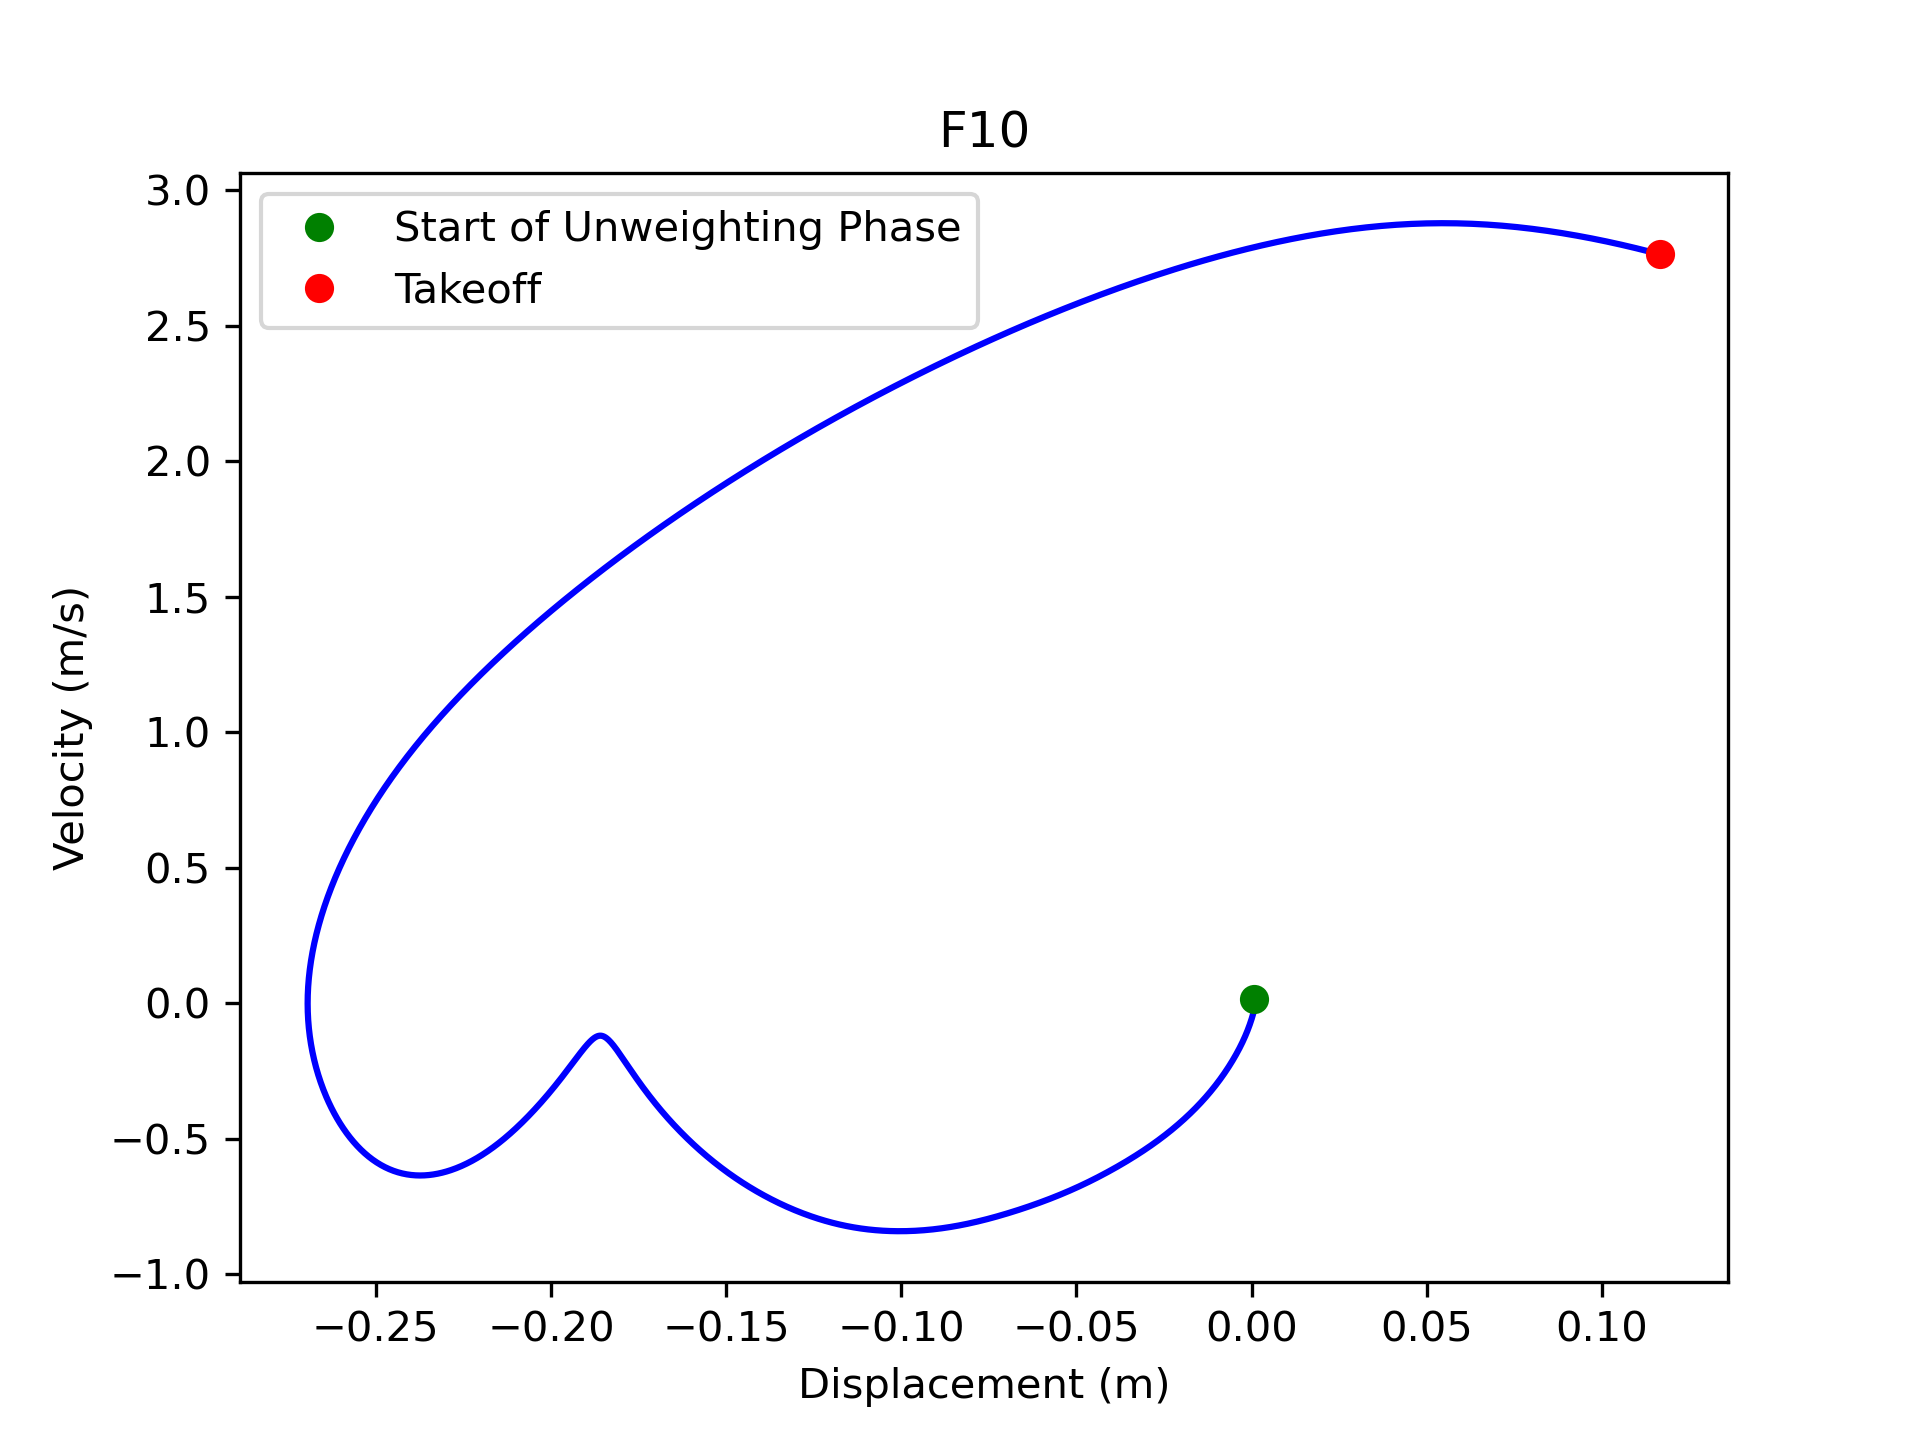 F10
Start of Unweighting Phase
Takeoff
3.0
2.5
2.0
1.5
1.0
0.5
0.0
−0.5
−1.0
Velocity (m/s)
−0.25 −0.20 −0.15 −0.10 −0.05 0.00 0.05 0.10
Displacement (m)